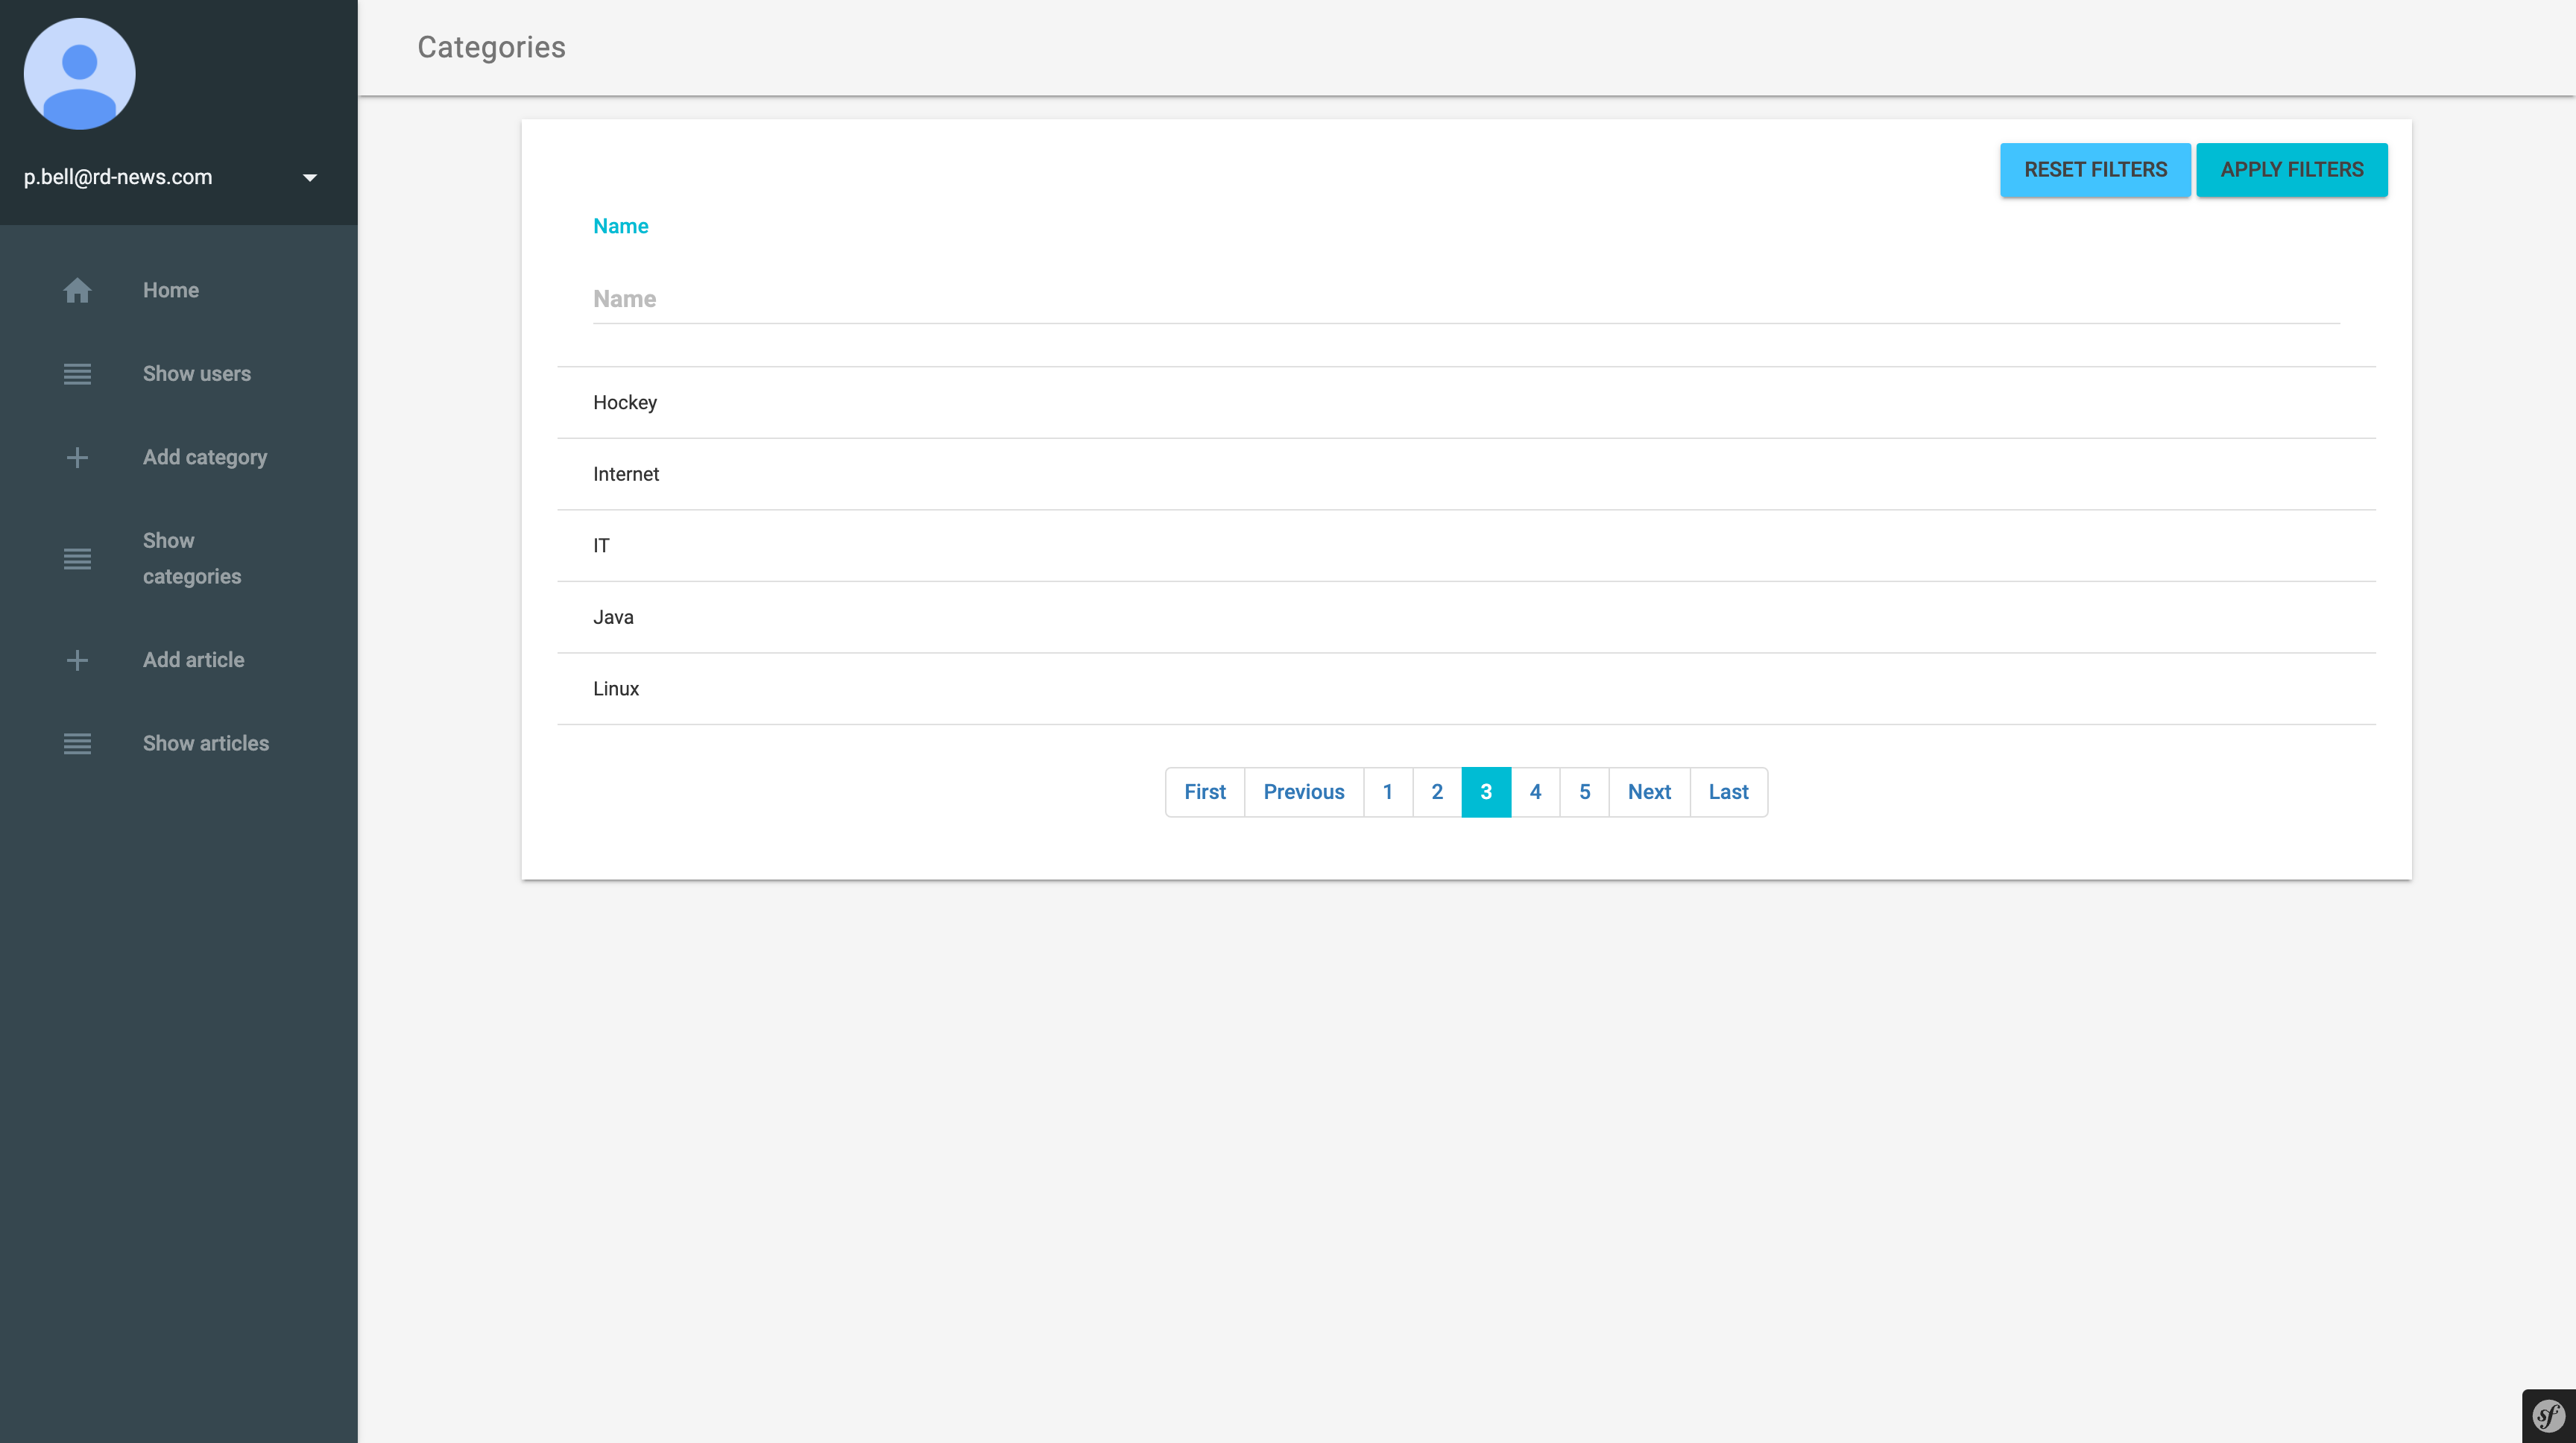 p.bell@rd-news.com
Home
Show users
Add category
Show
categories
Add article
Show articles
Categories
RESET FILTERS APPLY FILTERS
Name
Name
Hockey
Internet
IT
Java
Linux
First Previous 1 2 3 4 5 Next Last
sf